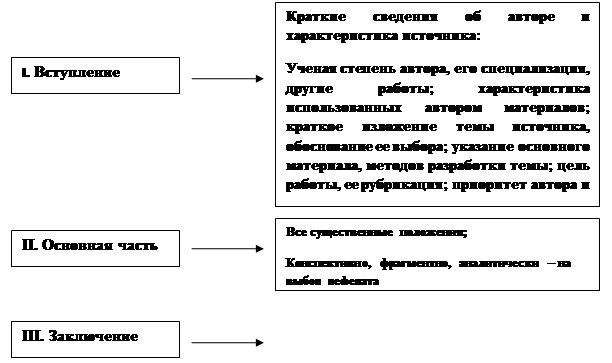 Краткие сведения об авторе и
характеристика источника:
I. Вступление
Ученая степень автора, его специализация,
другие работы; характеристика
использованных автором материалов;
краткое изложение темы источника,
обоснование ее выбора; указание основного
материала, методов разработки темы; цель
работы, ее рубрикация; приоритет автора и
II. Основная часть
Все существенные положения;
Конспективно, фрагментно, аналитически – на
III. Заключение